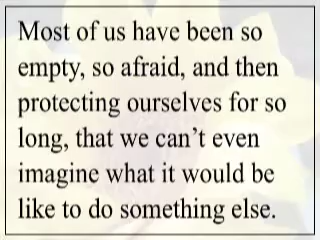 Most of us have been so
empty, so afraid, and then
protecting ourselves for so
long, that we can't even
imagine what it would be
like to do something else.